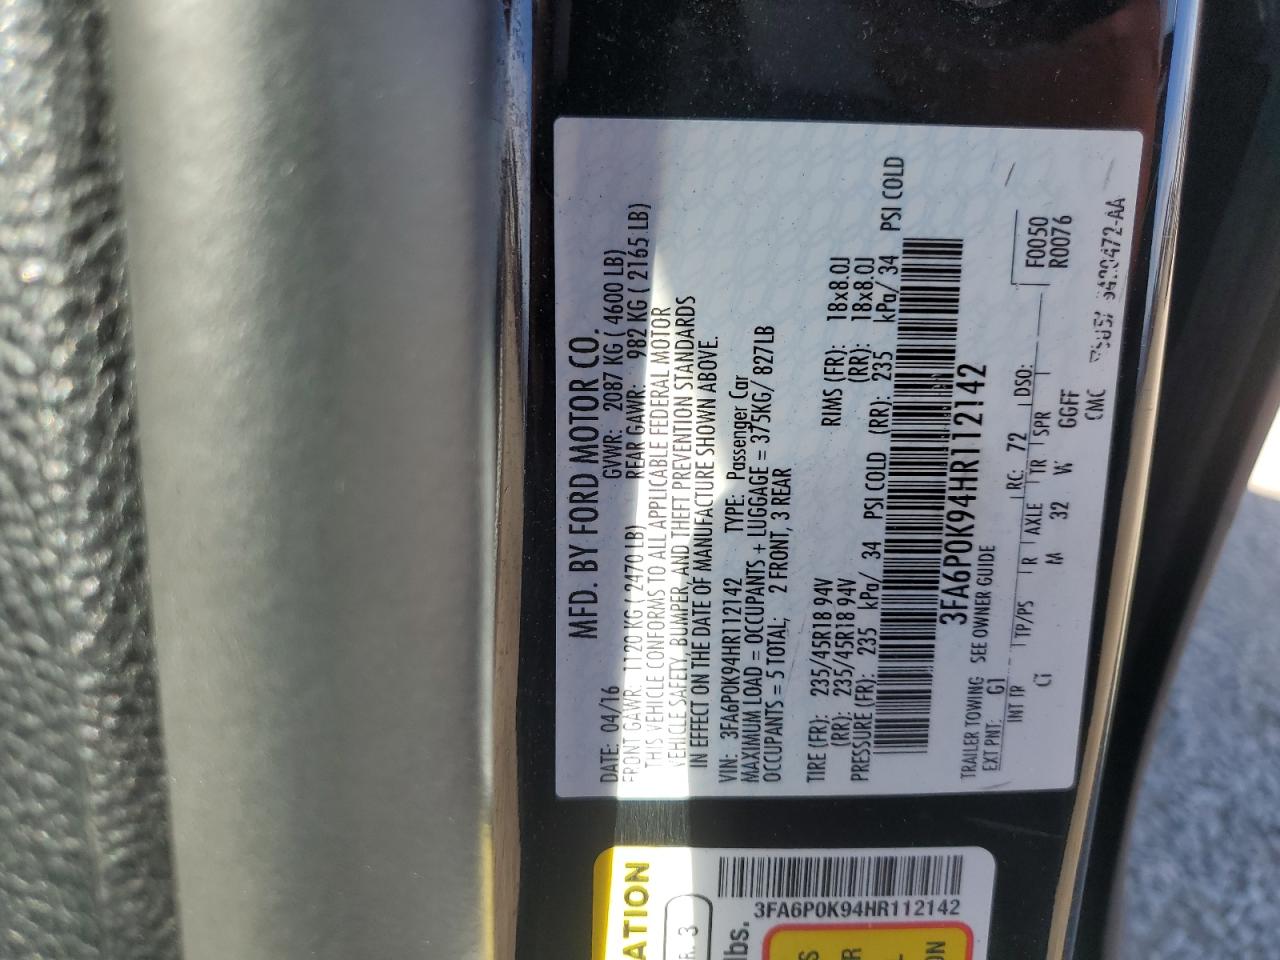 MFD. BY FORD MOTOR CO.
DATE: 04/16 GVWR: 2087 KG ( 4600 LB)
FRONT GAWR: 1120 KG ( 2470 LB) REAR GAWR: 982 KG ( 2165 LB)
THIS VEHICLE CONFORMS TO ALL APPLICABLE FEDERAL MOTOR
VEHICLE SAFETY, BUMPER, AND THEFT PREVENTION STANDARDS
IN EFFECT ON THE DATE OF MANUFACTURE SHOWN ABOVE.
VIN: 3FA6P0K94HR112142 TYPE: Passenger Car
MAXIMUM LOAD = OCCUPANTS + LUGGAGE = 375KG/ 827LB
OCCUPANTS = 5 TOTAL; 2 FRONT, 3 REAR
TIRE (FR): 235/45R18 94V RIMS (FR): 18x8.0J
(RR): 235/45R18 94V (RR): 18x8.0J
PRESSURE (FR): 235 kPa/ 34 PSI COLD (RR): 235 kPa/ 34 PSI COLD
3FA6P0K94HR112142
TRAILER TOWING SEE OWNER GUIDE
EXT PNT: G1 RC: 72 DSO:
INT TR TP/PS R AXLE TR SPR F0050
M 32 W GGFF R0076
CMC
ATION
R. 3
lbs.
3FA6P0K94HR112142